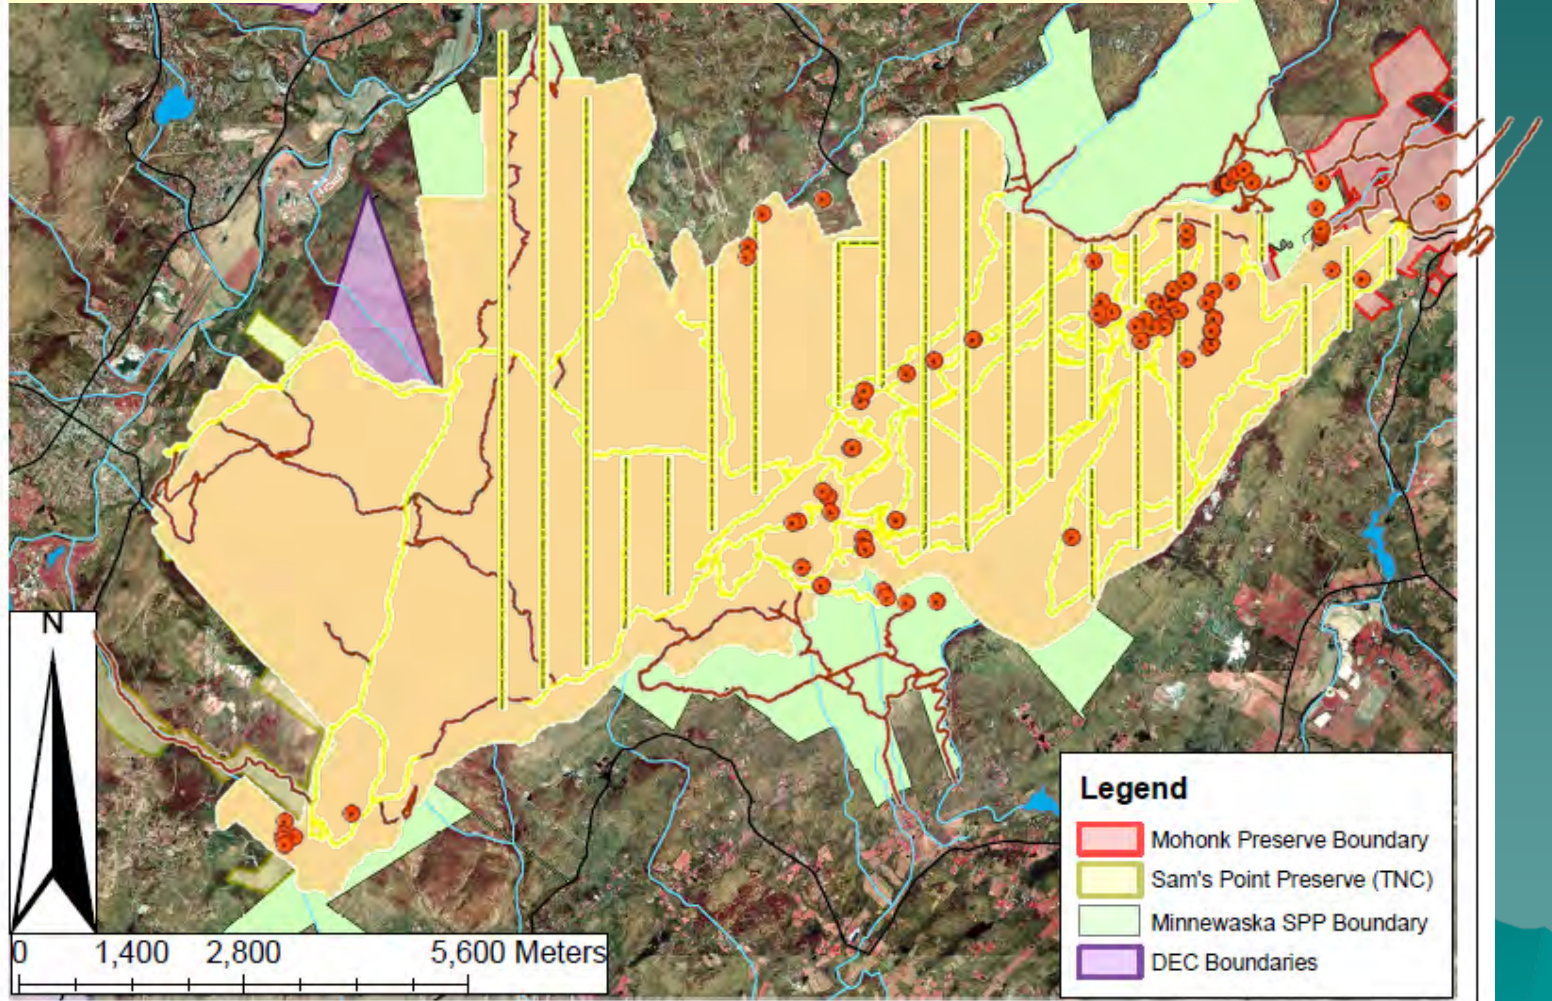 N
0 1,400 2,800 5,600 Meters
Legend
Mohonk Preserve Boundary
Sam's Point Preserve (TNC)
Minnewaska SPP Boundary
DEC Boundaries